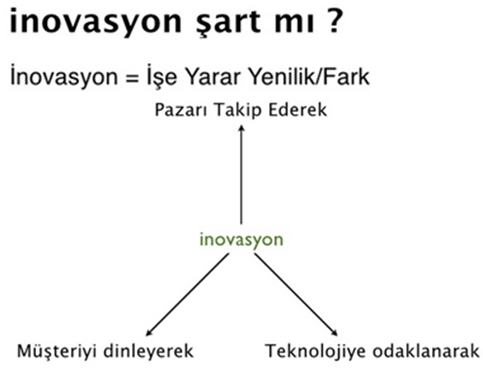 inovasyon şart mı ?
İnovasyon = İşe Yarar Yenilik/Fark
Pazarı Takip Ederek
inovasyon
Müşteriyi dinleyerek
Teknolojiye odaklanarak